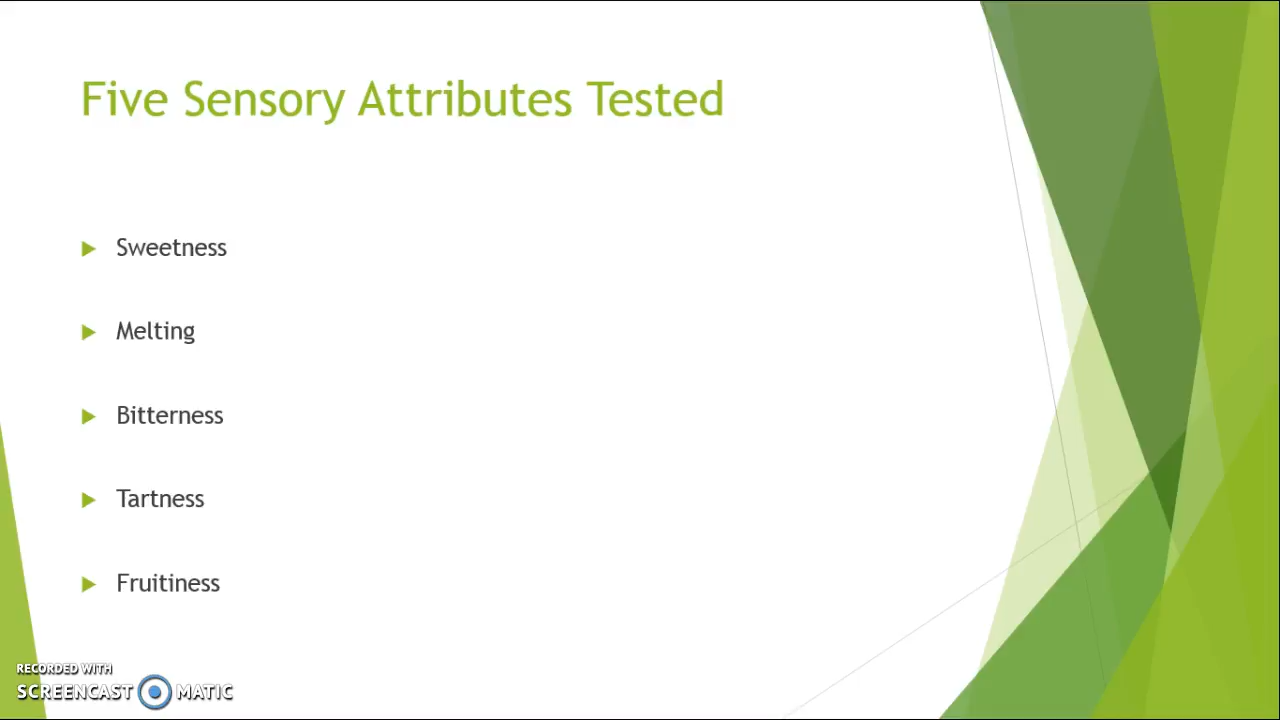 Five Sensory Attributes Tested
Sweetness
Melting
Bitterness
Tartness
Fruitiness
RECORDED WITH
SCREENCAST MATIC